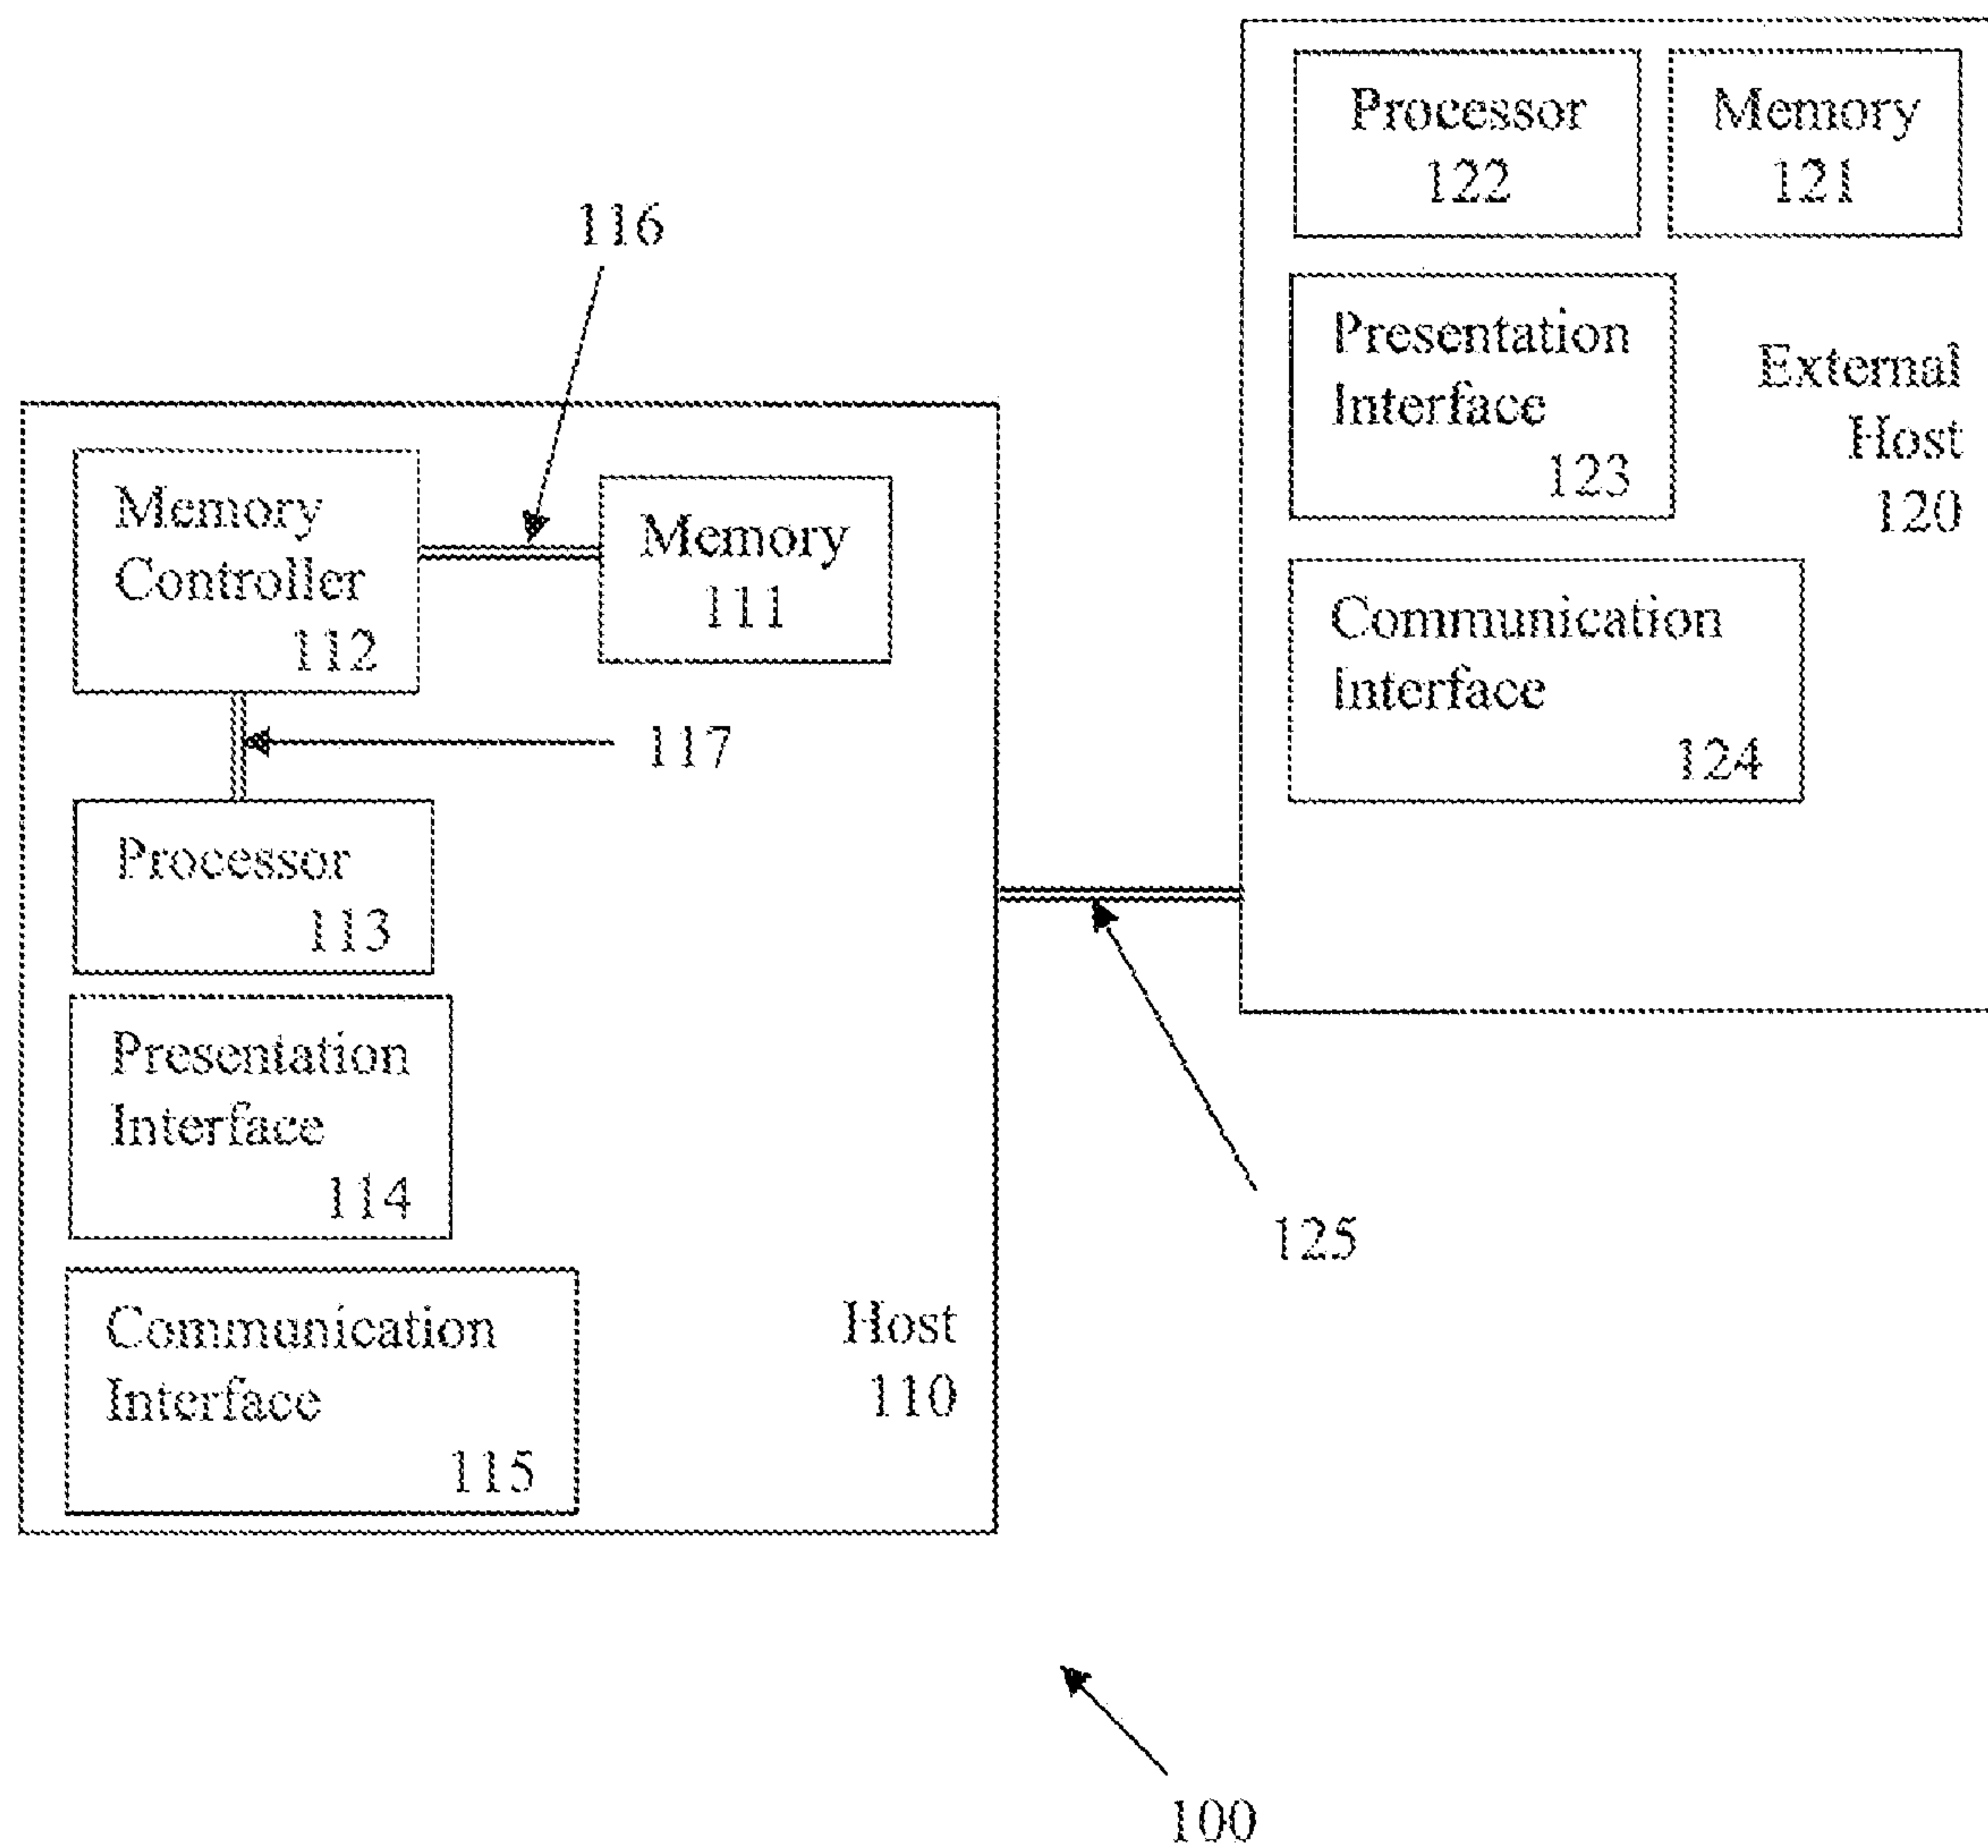 Processor
122
Memory
121
Presentation
Interface
123
External
Host
120
Communication
Interface
124
116
Memory
Controller
112
Memory
111
117
Processor
113
Presentation
Interface
114
Communication
Interface
115
Host
110
125
100